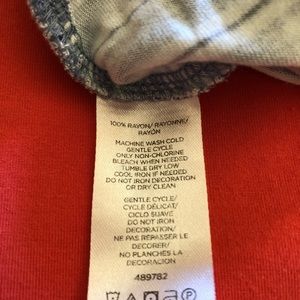 100% RAYON/ RAYONNE/
RAYÓN
MACHINE WASH COLD
GENTLE CYCLE
ONLY NON-CHLORINE
BLEACH WHEN NEEDED
TUMBLE DRY LOW
COOL IRON IF NEEDED
DO NOT IRON DECORATION
OR DRY CLEAN
GENTLE CYCLE/
CYCLE DÉLICAT/
CICLO SUAVE
DO NOT IRON
DECORATION/
NE PAS REPASSER LE
DECORER/
NO PLANCHES LA
DECORACIÓN
489782